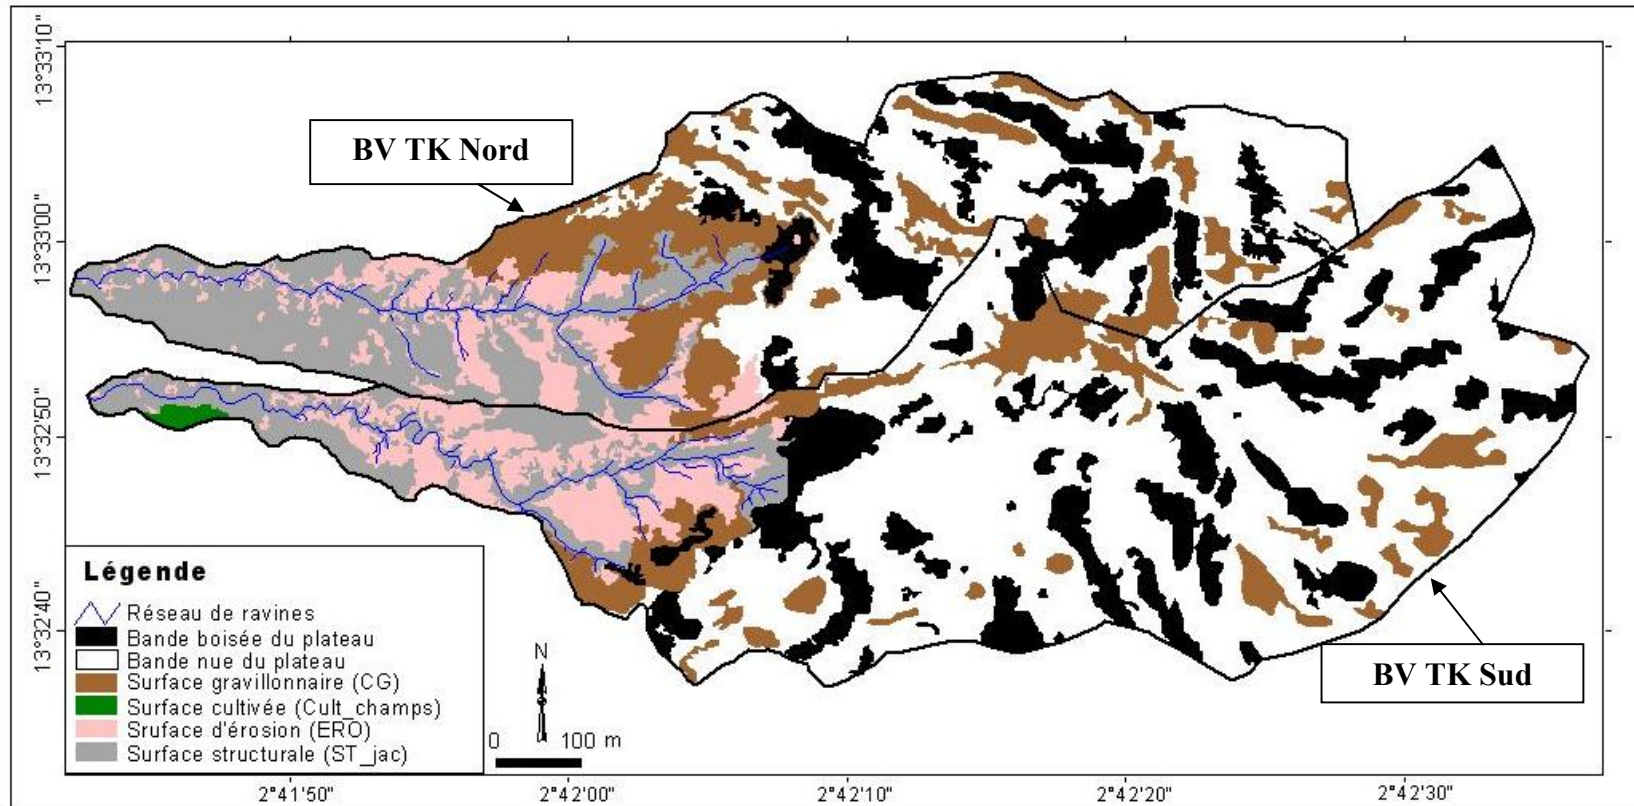 13°33'10"
13°33'00"
13°32'50"
13°32'40"
BV TK Nord
BV TK Sud
Légende
Réseau de ravines
Bande boisée du plateau
Bande nue du plateau
Surface gravillonnaire (CG)
Surface cultivée (Cult_champs)
Sruface d'érosion (ERO)
Surface structurale (ST_jac)
N
0 100 m
2°41'50" 2°42'00" 2°42'10" 2°42'20" 2°42'30"